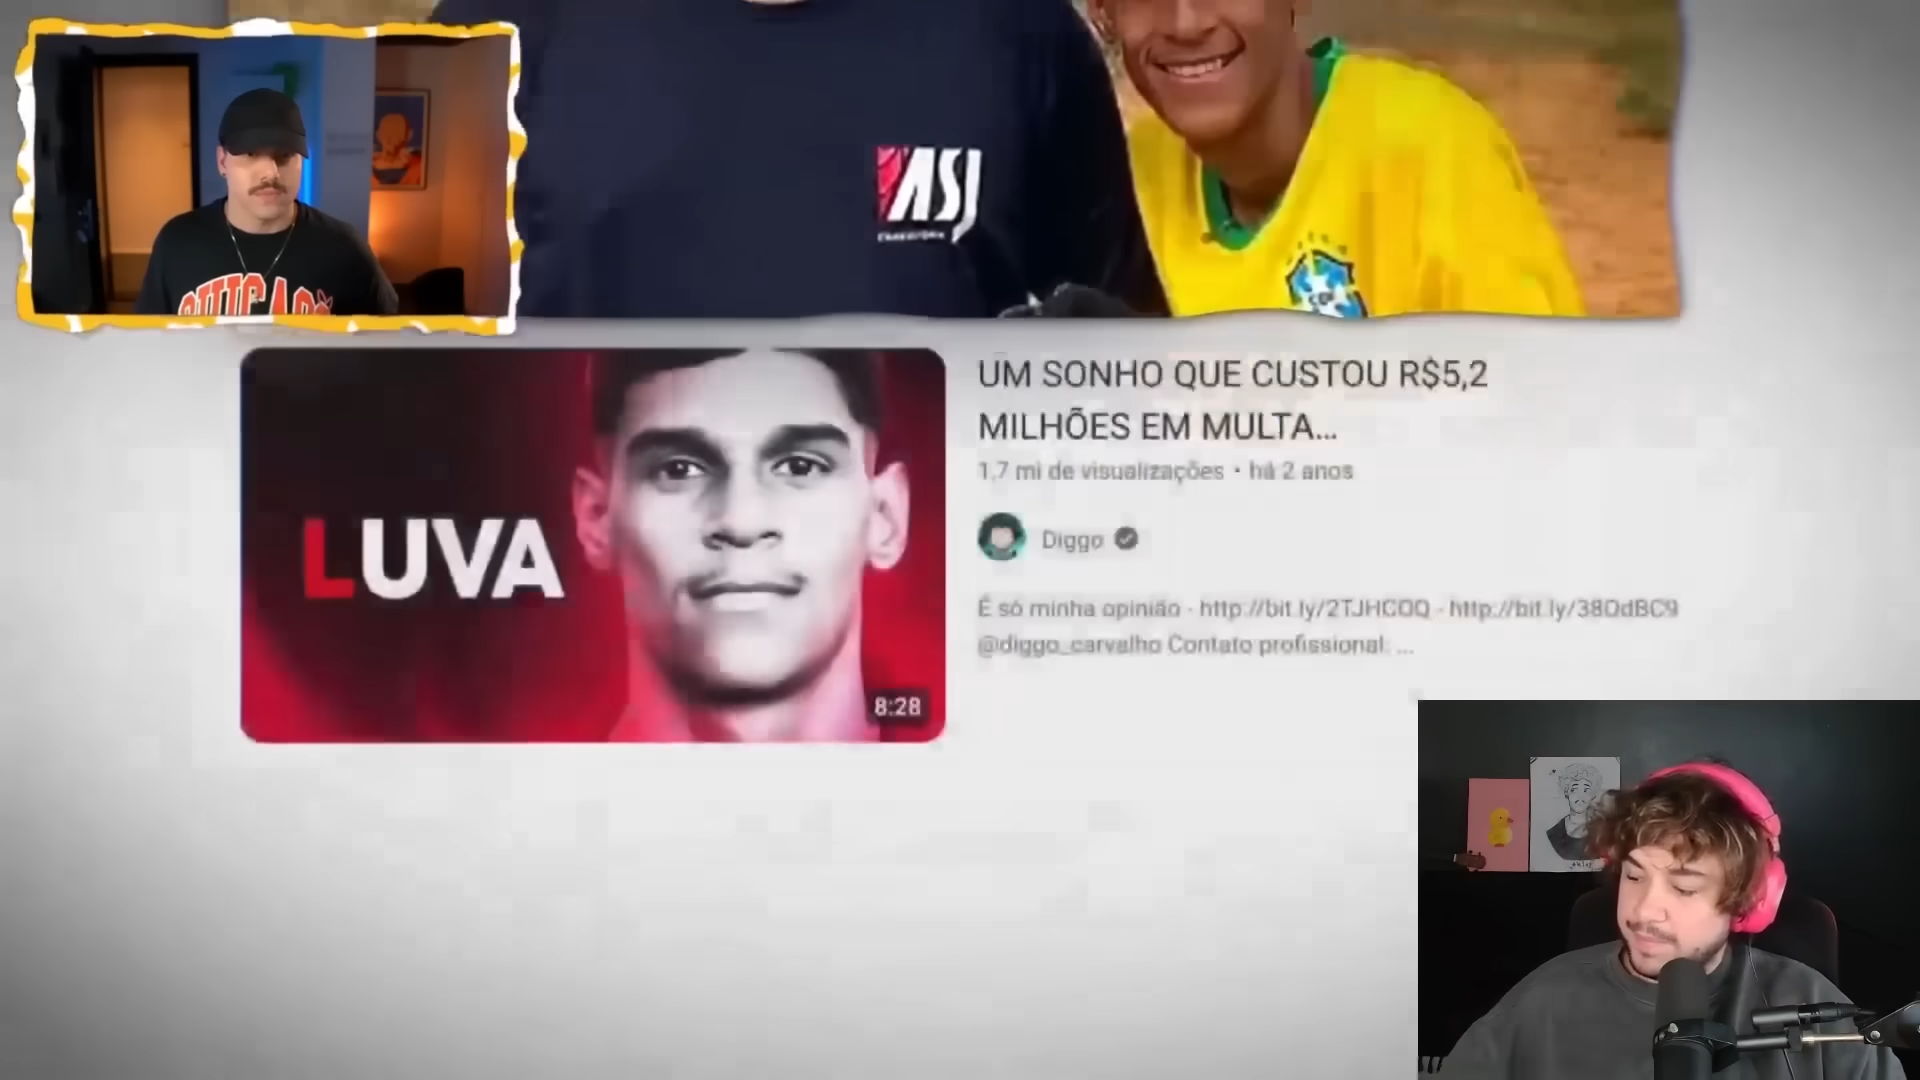 ASJ
CBF
LUVA
8:28
UM SONHO QUE CUSTOU R$5,2
MILHÕES EM MULTA...
1,7 mi de visualizações • há 2 anos
Diggo
É só minha opinião - http://bit.ly/2TJHCOQ - http://bit.ly/38OdBC9
@diggo_carvalho Contato profissional: ...